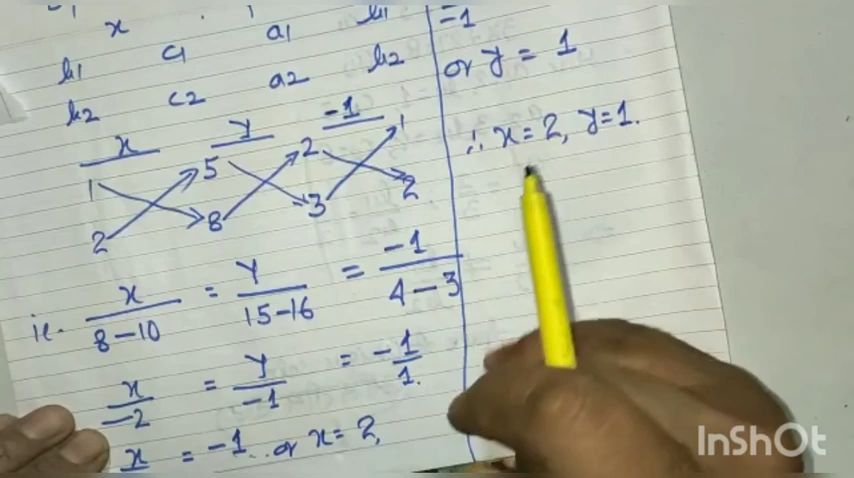 x
b1 c1 a1 b1
b2 c2 a2 b2
x y -1
1 5 2 1
2 8 3 2
ie. x/8-10 = y/15-16 = -1/4-3
x/-2 = y/-1 = -1/1.
x = -1.. or x = 2,
-1
or y = 1
∴ x = 2, y = 1.
InShOt